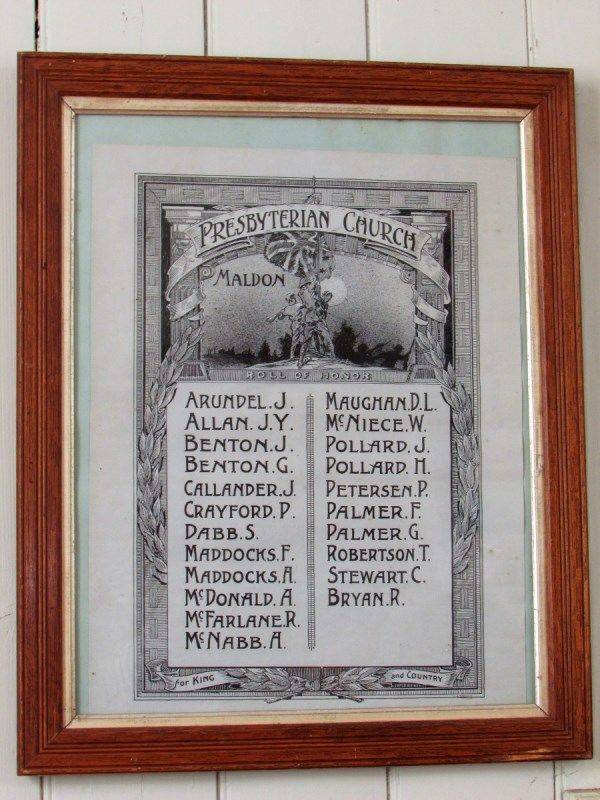 PRESBYTERIAN CHURCH
MALDON
ROLL OF HONOR
ARUNDEL.J.
ALLAN.J.Y.
BENTON.J.
BENTON.G.
CALLANDER.J.
CRAYFORD.P.
DABB.S.
MADDOCKS.F.
MADDOCKS.A.
McDONALD.A.
McFARLANE.R.
McNABB.A.
MAUGHAN.D.L.
McNIECE.W.
POLLARD.J.
POLLARD.H.
PETERSEN.P.
PALMER.F.
PALMER.G.
ROBERTSON.T.
STEWART.C.
BRYAN.R.
for KING
and COUNTRY